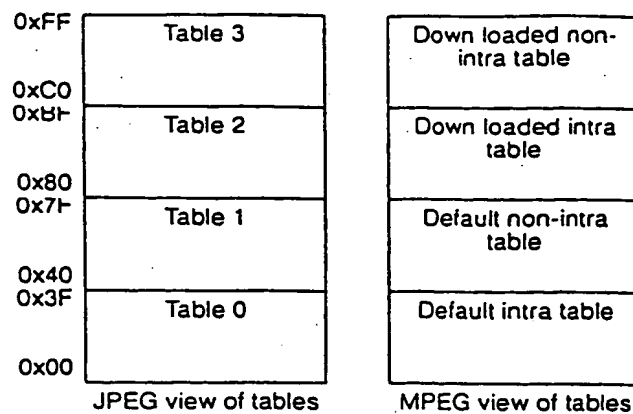 0xFF
Table 3
Down loaded non-
intra table
0xC0
0xBF
Table 2
Down loaded intra
table
0x80
0x7F
Table 1
Default non-intra
table
0x40
0x3F
Table 0
Default intra table
0x00
JPEG view of tables
MPEG view of tables